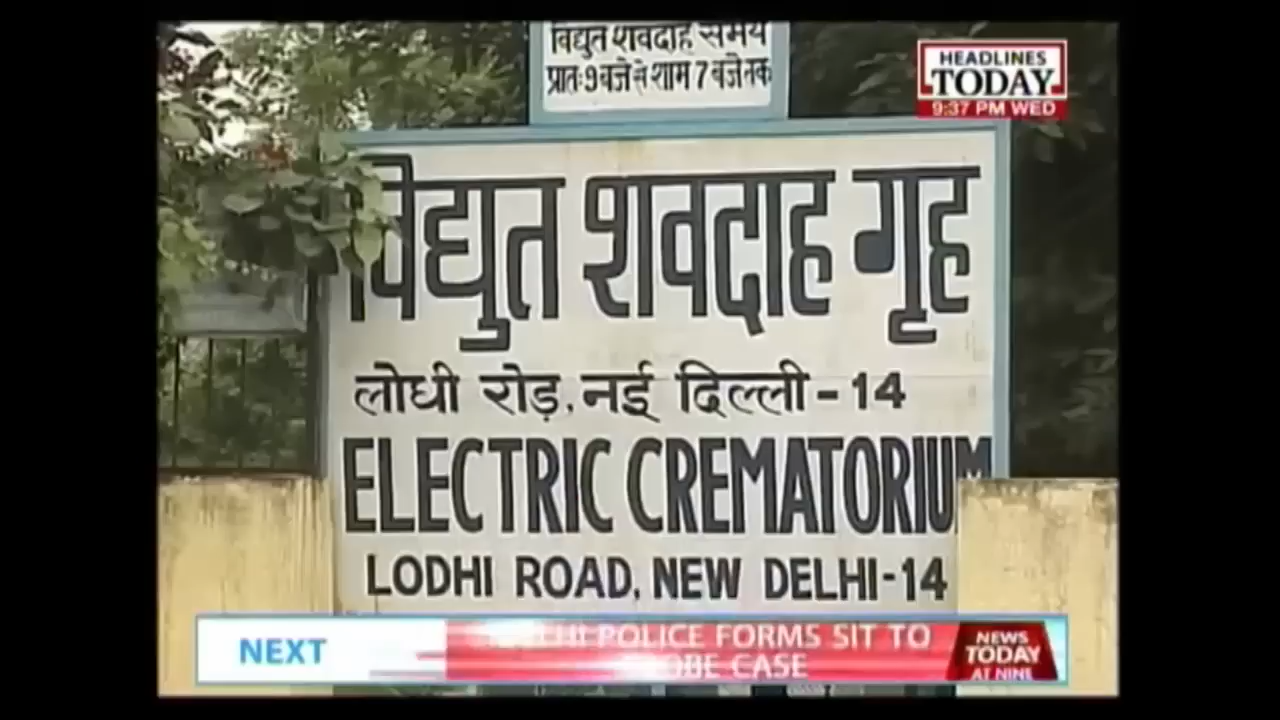 विद्युत शवदाह समय
प्रातः 9 बजे से शाम 7 बजे तक
HEADLINES
TODAY
9:37 PM WED
विद्युत शवदाह गृह
लोधी रोड़, नई दिल्ली - 14
ELECTRIC CREMATORIUM
LODHI ROAD, NEW DELHI-14
NEXT
POLICE FORMS SIT TO
CASE
NEWS
TODAY
AT NINE